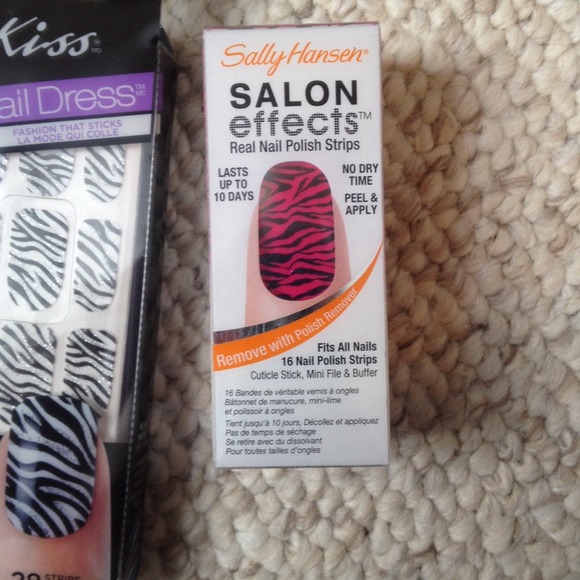 Kiss
ail Dress™
MC
FASHION THAT STICKS
LA MODE QUI COLLE
STRIPS
Sally Hansen®
SALON
effects™
Real Nail Polish Strips
LASTS
UP TO
10 DAYS
NO DRY
TIME
PEEL &
APPLY
Remove with Polish Remover
Fits All Nails
16 Nail Polish Strips
Cuticle Stick, Mini File & Buffer
16 Bandes de véritable vernis à ongles
Bâtonnet de manucure, mini-lime
et polissoir à ongles
Tient jusqu'à 10 jours, Décollez et appliquez
Pas de temps de séchage
Se retire avec du dissolvant
Pour toutes tailles d'ongles